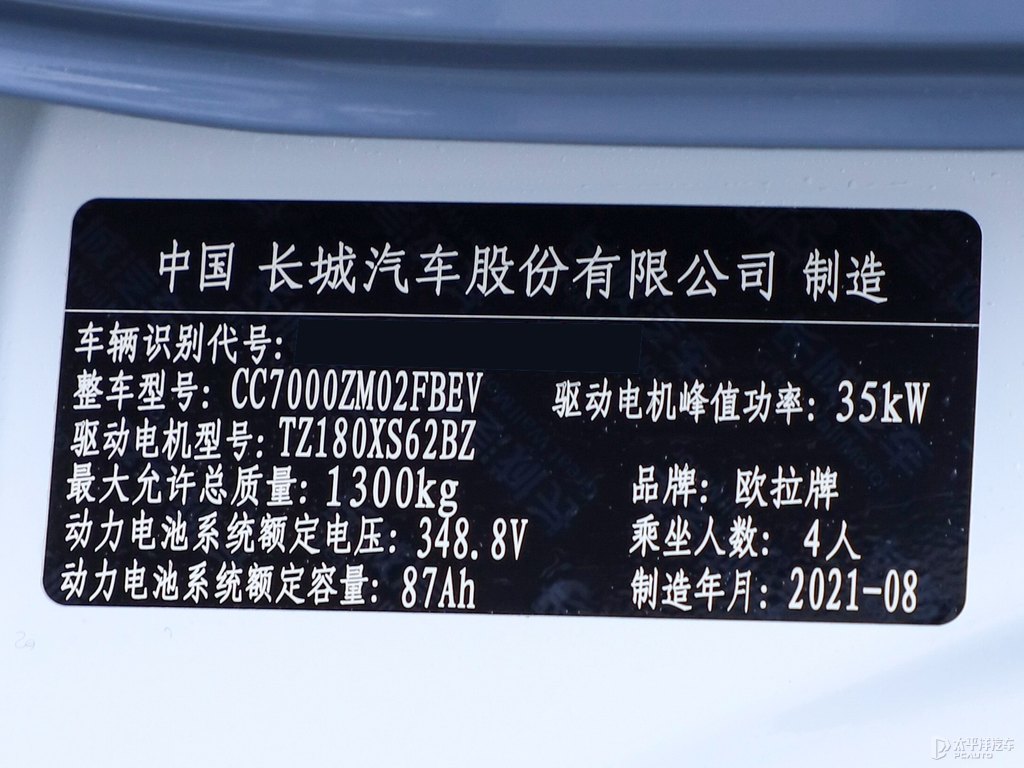 中国 长城汽车股份有限公司 制造
车辆识别代号:
整车型号: CC7000ZM02FBEV 驱动电机峰值功率: 35kW
驱动电机型号: TZ180XS62BZ
最大允许总质量: 1300kg 品牌: 欧拉牌
动力电池系统额定电压: 348.8V 乘坐人数: 4人
动力电池系统额定容量: 87Ah 制造年月: 2021-08
太平洋汽车
PCAUTO